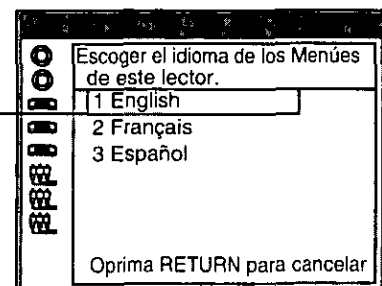 Escoger el idioma de los Menúes
de este lector.
1 English
2 Français
3 Español
Oprima RETURN para cancelar